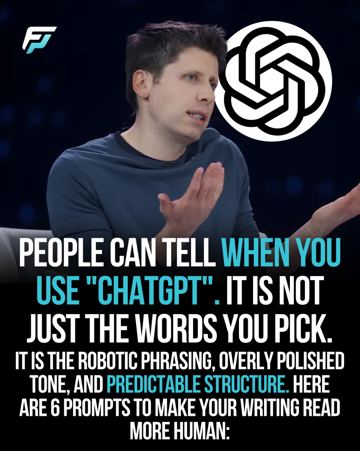 PEOPLE CAN TELL WHEN YOU
USE "CHATGPT". IT IS NOT
JUST THE WORDS YOU PICK.
IT IS THE ROBOTIC PHRASING, OVERLY POLISHED
TONE, AND PREDICTABLE STRUCTURE. HERE
ARE 6 PROMPTS TO MAKE YOUR WRITING READ
MORE HUMAN: